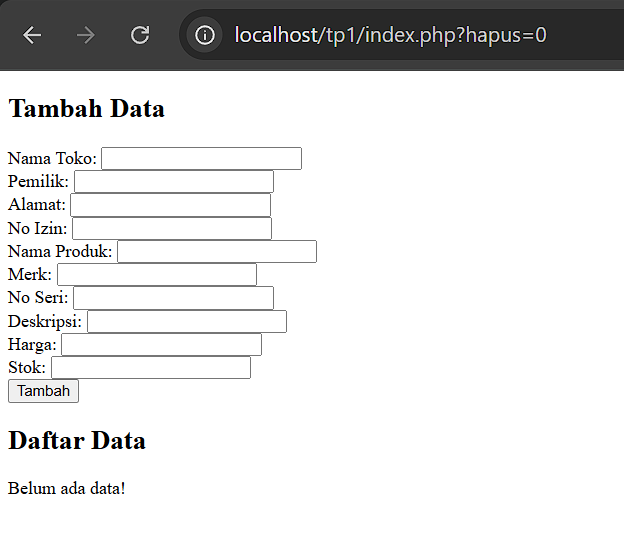 localhost/tp1/index.php?hapus=0
Tambah Data
Nama Toko:
Pemilik:
Alamat:
No Izin:
Nama Produk:
Merk:
No Seri:
Deskripsi:
Harga:
Stok:
Tambah
Daftar Data
Belum ada data!